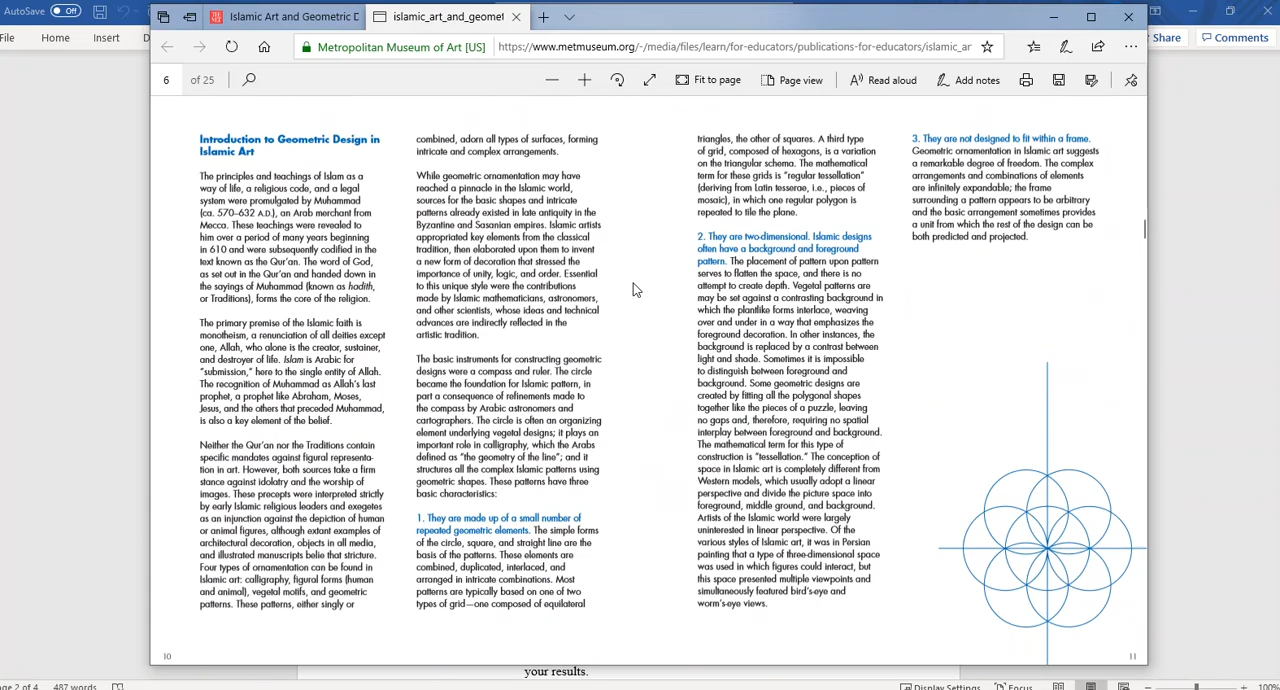 AutoSave Off
File Home Insert
Share Comments
Islamic Art and Geometric D
islamic_art_and_geomet
Metropolitan Museum of Art [US] https://www.metmuseum.org/-/media/files/learn/for-educators/publications-for-educators/islamic_ar
6 of 25 Fit to page Page view Read aloud Add notes
Introduction to Geometric Design in
Islamic Art
The principles and teachings of Islam as a
way of life, a religious code, and a legal
system were promulgated by Muhammad
(ca. 570–632 A.D.), an Arab merchant from
Mecca. These teachings were revealed to
him over a period of many years beginning
in 610 and were subsequently codified in the
text known as the Qur'an. The word of God,
as set out in the Qur'an and handed down in
the sayings of Muhammad (known as hadith,
or Traditions), forms the core of the religion.
The primary premise of the Islamic faith is
monotheism, a renunciation of all deities except
one, Allah, who alone is the creator, sustainer,
and destroyer of life. Islam is Arabic for
"submission," here to the single entity of Allah.
The recognition of Muhammad as Allah's last
prophet, a prophet like Abraham, Moses,
Jesus, and the others that preceded Muhammad,
is also a key element of the belief.
Neither the Qur'an nor the Traditions contain
specific mandates against figural representa-
tion in art. However, both sources take a firm
stance against idolatry and the worship of
images. These precepts were interpreted strictly
by early Islamic religious leaders and exegetes
as an injunction against the depiction of human
or animal figures, although extant examples of
architectural decoration, objects in all media,
and illustrated manuscripts belie that stricture.
Four types of ornamentation can be found in
Islamic art: calligraphy, figural forms (human
and animal), vegetal motifs, and geometric
patterns. These patterns, either singly or
combined, adorn all types of surfaces, forming
intricate and complex arrangements.
While geometric ornamentation may have
reached a pinnacle in the Islamic world,
sources for the basic shapes and intricate
patterns already existed in late antiquity in the
Byzantine and Sasanian empires. Islamic artists
appropriated key elements from the classical
tradition, then elaborated upon them to invent
a new form of decoration that stressed the
importance of unity, logic, and order. Essential
to this unique style were the contributions
made by Islamic mathematicians, astronomers,
and other scientists, whose ideas and technical
advances are indirectly reflected in the
artistic tradition.
The basic instruments for constructing geometric
designs were a compass and ruler. The circle
became the foundation for Islamic pattern, in
part a consequence of refinements made to
the compass by Arabic astronomers and
cartographers. The circle is often an organizing
element underlying vegetal designs; it plays an
important role in calligraphy, which the Arabs
defined as "the geometry of the line"; and it
structures all the complex Islamic patterns using
geometric shapes. These patterns have three
basic characteristics:
1. They are made up of a small number of
repeated geometric elements. The simple forms
of the circle, square, and straight line are the
basis of the patterns. These elements are
combined, duplicated, interlaced, and
arranged in intricate combinations. Most
patterns are typically based on one of two
types of grid—one composed of equilateral
triangles, the other of squares. A third type
of grid, composed of hexagons, is a variation
on the triangular schema. The mathematical
term for these grids is "regular tessellation"
(deriving from Latin tesserae, i.e., pieces of
mosaic), in which one regular polygon is
repeated to tile the plane.
2. They are two-dimensional. Islamic designs
often have a background and foreground
pattern. The placement of pattern upon pattern
serves to flatten the space, and there is no
attempt to create depth. Vegetal patterns are
may be set against a contrasting background in
which the plantlike forms interlace, weaving
over and under in a way that emphasizes the
foreground decoration. In other instances, the
background is replaced by a contrast between
light and shade. Sometimes it is impossible
to distinguish between foreground and
background. Some geometric designs are
created by fitting all the polygonal shapes
together like the pieces of a puzzle, leaving
no gaps and, therefore, requiring no spatial
interplay between foreground and background.
The mathematical term for this type of
construction is "tessellation." The conception of
space in Islamic art is completely different from
Western models, which usually adopt a linear
perspective and divide the picture space into
foreground, middle ground, and background.
Artists of the Islamic world were largely
uninterested in linear perspective. Of the
various styles of Islamic art, it was in Persian
painting that a type of three-dimensional space
was used in which figures could interact, but
this space presented multiple viewpoints and
simultaneously featured bird's-eye and
worm's-eye views.
3. They are not designed to fit within a frame.
Geometric ornamentation in Islamic art suggests
a remarkable degree of freedom. The complex
arrangements and combinations of elements
are infinitely expandable; the frame
surrounding a pattern appears to be arbitrary
and the basic arrangement sometimes provides
a unit from which the rest of the design can be
both predicted and projected.
10
11
your results.
age 2 of 4 487 words Display Settings Focus 100%